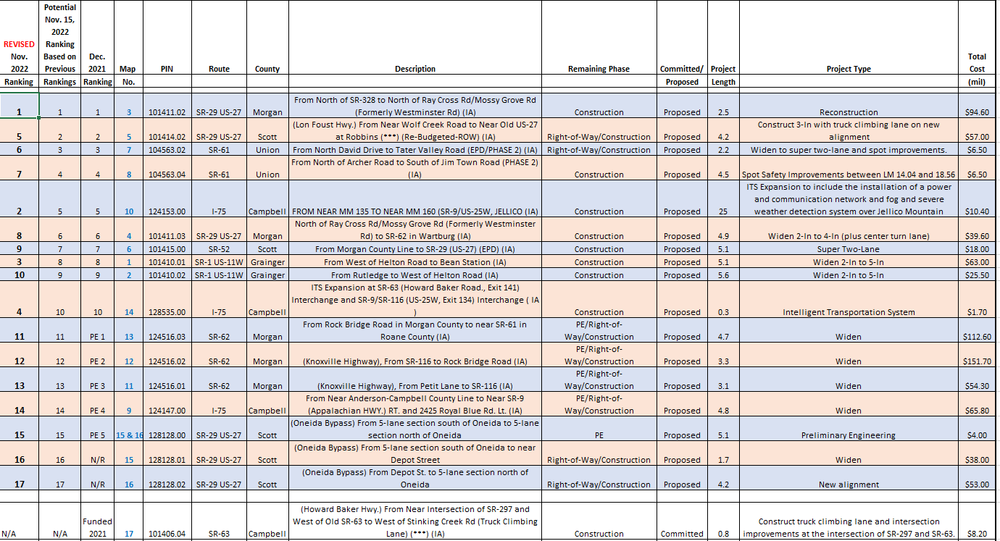 Potential
Nov. 15,
2022
REVISED Ranking
Nov. Based on Dec.
2022 Previous 2021 Map PIN Route County Description Remaining Phase Committed/ Project Project Type Total Cost
Ranking Rankings Ranking No. Proposed Length (mil)
From North of SR-328 to North of Ray Cross Rd/Mossy Grove Rd
1 1 1 3 101411.02 SR-29 US-27 Morgan (Formerly Westminster Rd) (IA) Construction Proposed 2.5 Reconstruction $94.60
(Lon Foust Hwy.) From Near Wolf Creek Road to Near Old US-27 Construct 3-ln with truck climbing lane on new
5 2 2 5 101414.02 SR-29 US-27 Scott at Robbins (***) (Re-Budgeted-ROW) (IA) Right-of-Way/Construction Proposed 4.2 alignment $57.00
6 3 3 7 104563.02 SR-61 Union From North David Drive to Tater Valley Road (EPD/PHASE 2) (IA) Right-of-Way/Construction Proposed 2.2 Widen to super two-lane and spot improvements. $6.50
From North of Archer Road to South of Jim Town Road (PHASE 2)
7 4 4 8 104563.04 SR-61 Union (IA) Construction Proposed 4.5 Spot Safety Improvements between LM 14.04 and 18.56 $6.50
ITS Expansion to include the installation of a power
and communication network and fog and severe
2 5 5 10 124153.00 I-75 Campbell FROM NEAR MM 135 TO NEAR MM 160 (SR-9/US-25W, JELLICO (IA) Construction Proposed 25 weather detection system over Jellico Mountain $10.40
North of Ray Cross Rd/Mossy Grove Rd (Formerly Westminster
8 6 6 4 101411.03 SR-29 US-27 Morgan Rd) to SR-62 in Wartburg (IA) Construction Proposed 4.9 Widen 2-ln to 4-ln (plus center turn lane) $39.60
9 7 7 6 101415.00 SR-52 Scott From Morgan County Line to SR-29 (US-27) (EPD) (IA) Construction Proposed 5.1 Super Two-Lane $18.00
3 8 8 1 101410.01 SR-1 US-11W Grainger From West of Helton Road to Bean Station (IA) Construction Proposed 5.1 Widen 2-ln to 5-ln $63.00
10 9 9 2 101410.02 SR-1 US-11W Grainger From Rutledge to West of Helton Road (IA) Construction Proposed 5.6 Widen 2-ln to 5-ln $25.50
ITS Expansion at SR-63 (Howard Baker Road., Exit 141)
Interchange and SR-9/SR-116 (US-25W, Exit 134) Interchange ( IA
4 10 10 14 128535.00 I-75 Campbell ) Construction Proposed 0.3 Intelligent Transportation System $1.70
From Rock Bridge Road in Morgan County to near SR-61 in PE/Right-of-
11 11 PE 1 13 124516.03 SR-62 Morgan Roane County (IA) Way/Construction Proposed 4.7 Widen $112.60
PE/Right-of-
12 12 PE 2 12 124516.02 SR-62 Morgan (Knoxville Highway), From SR-116 to Rock Bridge Road (IA) Way/Construction Proposed 3.3 Widen $151.70
PE/Right-of-
13 13 PE 3 11 124516.01 SR-62 Morgan (Knoxville Highway), From Petit Lane to SR-116 (IA) Way/Construction Proposed 3.1 Widen $54.30
From Near Anderson-Campbell County Line to Near SR-9 PE/Right-of-
14 14 PE 4 9 124147.00 I-75 Campbell (Appalachian HWY.) RT. and 2425 Royal Blue Rd. Lt. (IA) Way/Construction Proposed 4.8 Widen $65.80
(Oneida Bypass) From 5-lane section south of Oneida to 5-lane
15 15 PE 5 15 & 16 128128.00 SR-29 US-27 Scott section north of Oneida PE Proposed 5.1 Preliminary Engineering $4.00
(Oneida Bypass) From 5-lane section south of Oneida to near
16 16 N/R 15 128128.01 SR-29 US-27 Scott Depot Street Right-of-Way/Construction Proposed 1.7 Widen $38.00
(Oneida Bypass) From Depot St. to 5-lane section north of
17 17 N/R 16 128128.02 SR-29 US-27 Scott Oneida Right-of-Way/Construction Proposed 4.2 New alignment $53.00
(Howard Baker Hwy.) From Near Intersection of SR-297 and
Funded West of Old SR-63 to West of Stinking Creek Rd (Truck Climbing Construct truck climbing lane and intersection
N/A N/A 2021 17 101406.04 SR-63 Campbell Lane) (***) (IA) Construction Committed 0.8 improvements at the intersection of SR-297 and SR-63. $8.20